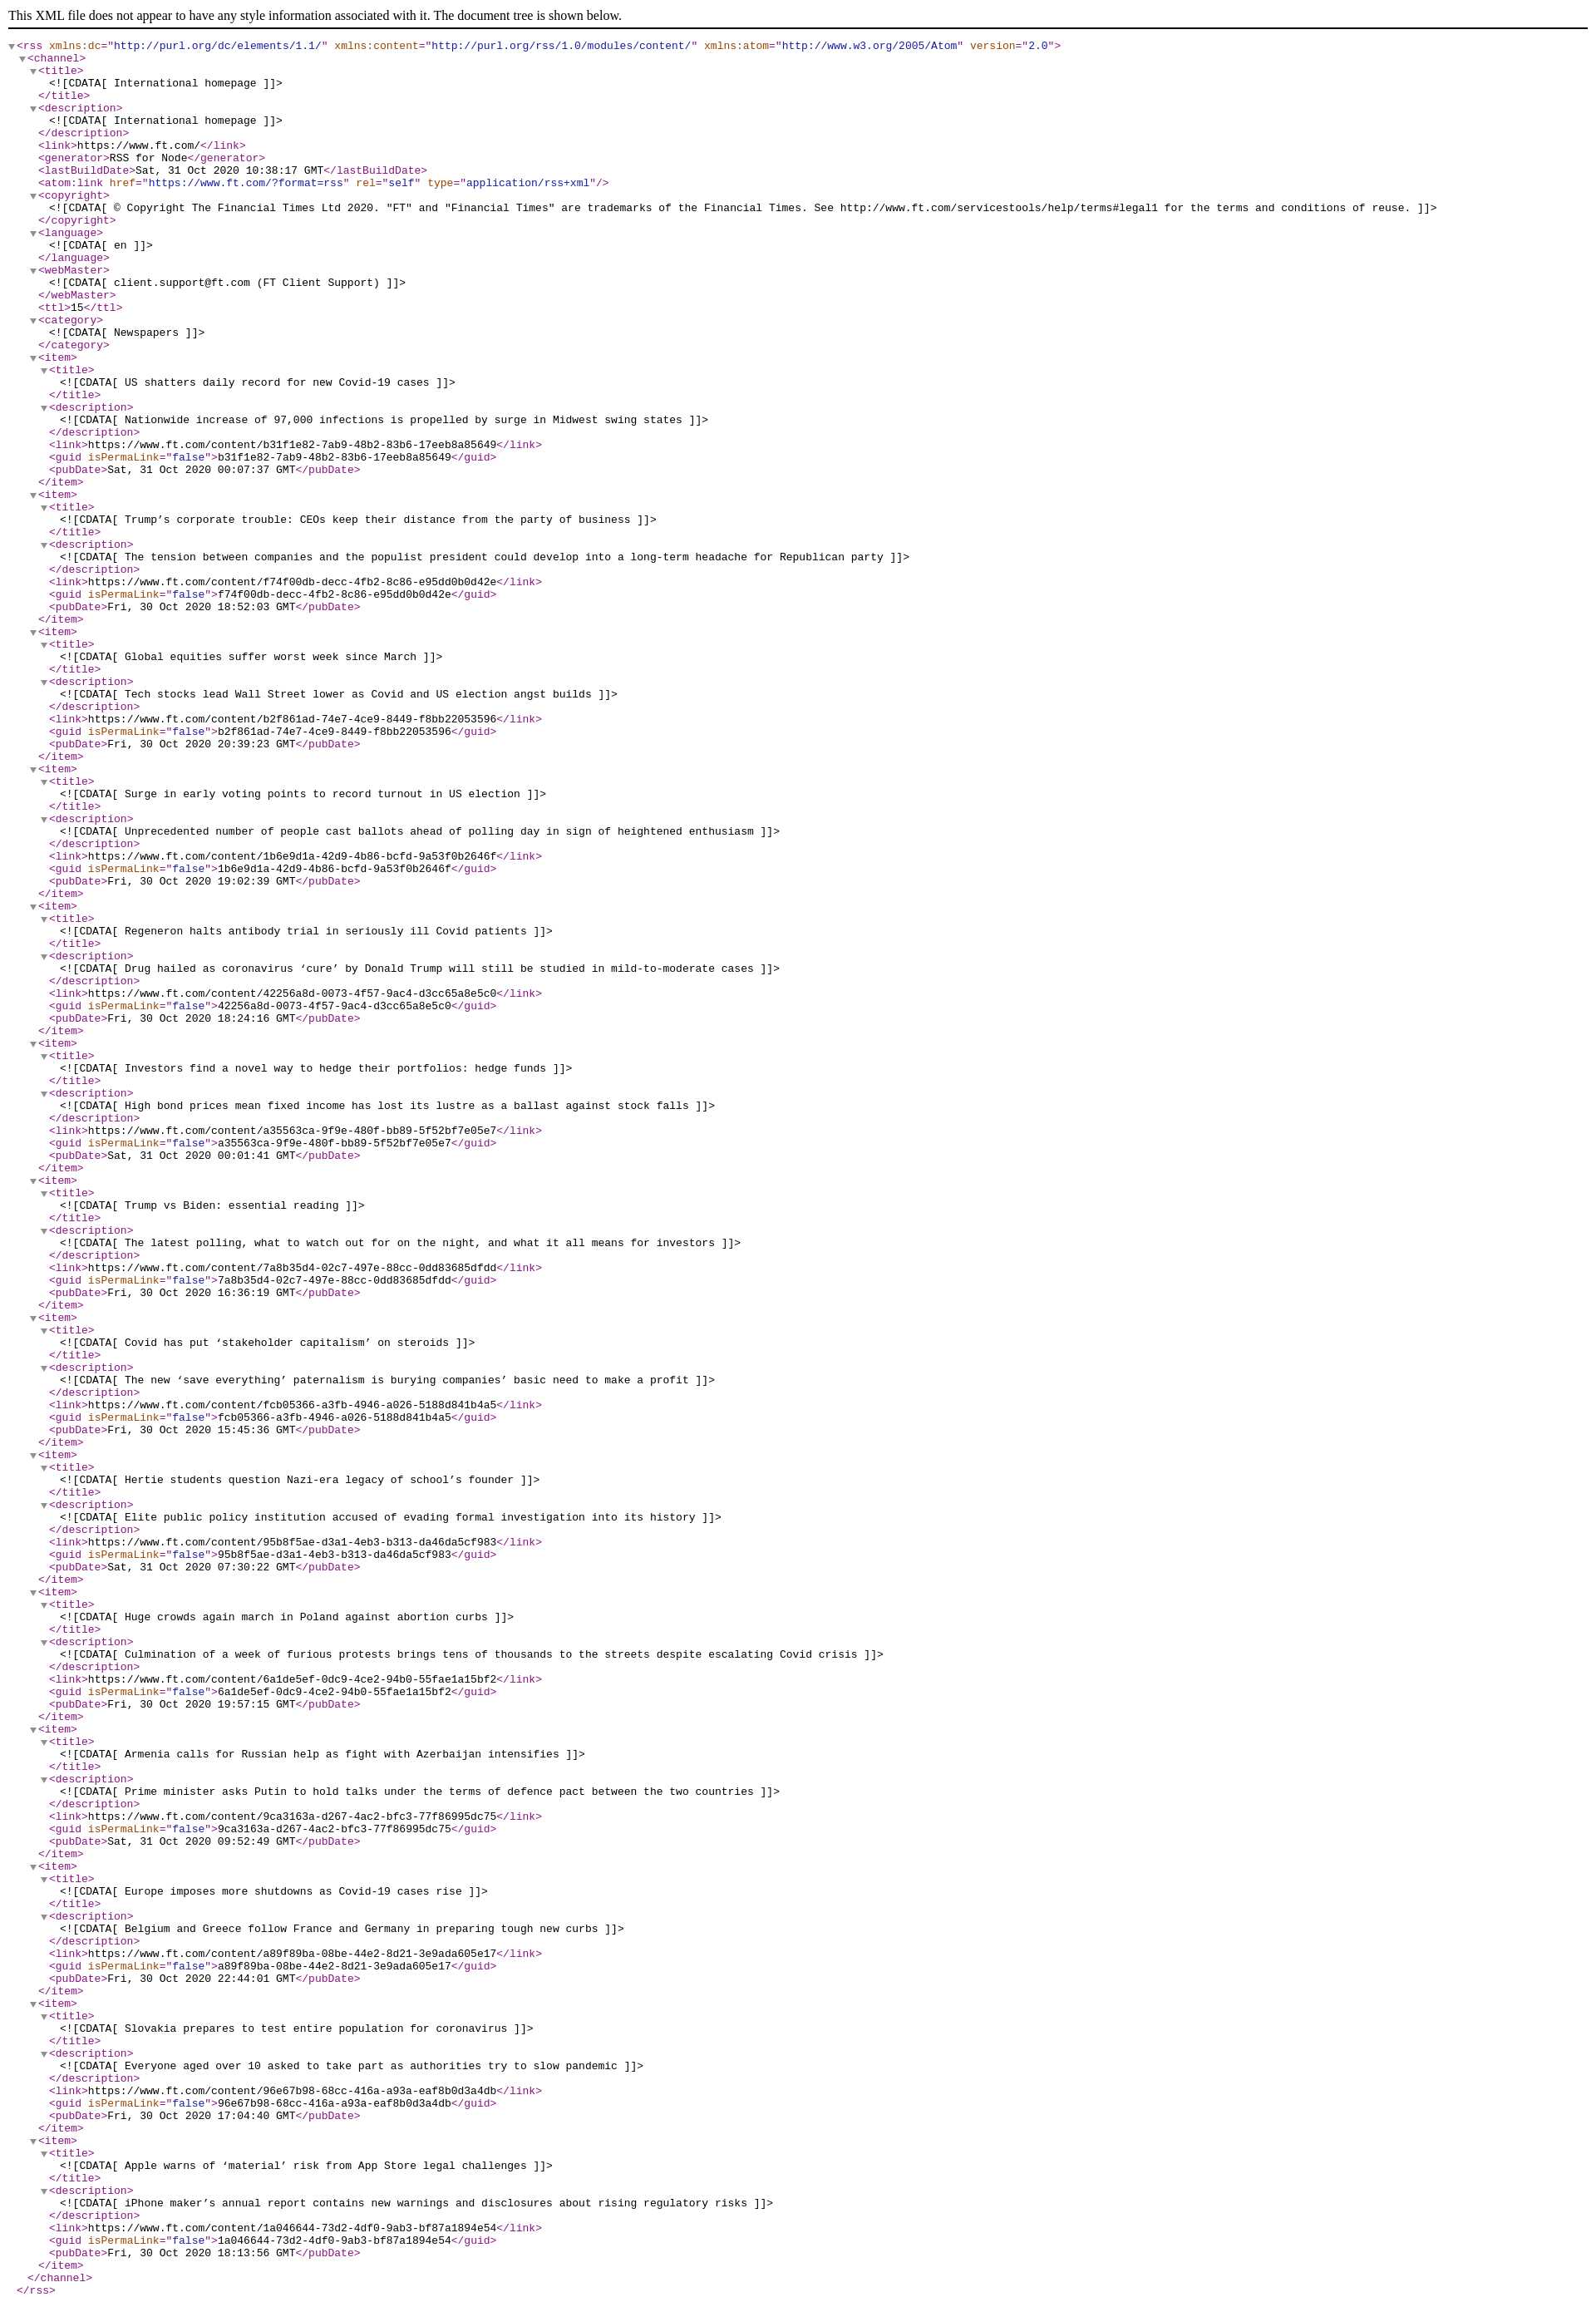 This XML file does not appear to have any style information associated with it. The document tree is shown below.
<rss xmlns:dc="http://purl.org/dc/elements/1.1/" xmlns:content="http://purl.org/rss/1.0/modules/content/" xmlns:atom="http://www.w3.org/2005/Atom" version="2.0">
<channel>
<title>
<![CDATA[ International homepage ]]>
</title>
<description>
<![CDATA[ International homepage ]]>
</description>
<link>https://www.ft.com/</link>
<generator>RSS for Node</generator>
<lastBuildDate>Sat, 31 Oct 2020 10:38:17 GMT</lastBuildDate>
<atom:link href="https://www.ft.com/?format=rss" rel="self" type="application/rss+xml"/>
<copyright>
<![CDATA[ © Copyright The Financial Times Ltd 2020. "FT" and "Financial Times" are trademarks of the Financial Times. See http://www.ft.com/servicestools/help/terms#legal1 for the terms and conditions of reuse. ]]>
</copyright>
<language>
<![CDATA[ en ]]>
</language>
<webMaster>
<![CDATA[ client.support@ft.com (FT Client Support) ]]>
</webMaster>
<ttl>15</ttl>
<category>
<![CDATA[ Newspapers ]]>
</category>
<item>
<title>
<![CDATA[ US shatters daily record for new Covid-19 cases ]]>
</title>
<description>
<![CDATA[ Nationwide increase of 97,000 infections is propelled by surge in Midwest swing states ]]>
</description>
<link>https://www.ft.com/content/b31f1e82-7ab9-48b2-83b6-17eeb8a85649</link>
<guid isPermaLink="false">b31f1e82-7ab9-48b2-83b6-17eeb8a85649</guid>
<pubDate>Sat, 31 Oct 2020 00:07:37 GMT</pubDate>
</item>
<item>
<title>
<![CDATA[ Trump’s corporate trouble: CEOs keep their distance from the party of business ]]>
</title>
<description>
<![CDATA[ The tension between companies and the populist president could develop into a long-term headache for Republican party ]]>
</description>
<link>https://www.ft.com/content/f74f00db-decc-4fb2-8c86-e95dd0b0d42e</link>
<guid isPermaLink="false">f74f00db-decc-4fb2-8c86-e95dd0b0d42e</guid>
<pubDate>Fri, 30 Oct 2020 18:52:03 GMT</pubDate>
</item>
<item>
<title>
<![CDATA[ Global equities suffer worst week since March ]]>
</title>
<description>
<![CDATA[ Tech stocks lead Wall Street lower as Covid and US election angst builds ]]>
</description>
<link>https://www.ft.com/content/b2f861ad-74e7-4ce9-8449-f8bb22053596</link>
<guid isPermaLink="false">b2f861ad-74e7-4ce9-8449-f8bb22053596</guid>
<pubDate>Fri, 30 Oct 2020 20:39:23 GMT</pubDate>
</item>
<item>
<title>
<![CDATA[ Surge in early voting points to record turnout in US election ]]>
</title>
<description>
<![CDATA[ Unprecedented number of people cast ballots ahead of polling day in sign of heightened enthusiasm ]]>
</description>
<link>https://www.ft.com/content/1b6e9d1a-42d9-4b86-bcfd-9a53f0b2646f</link>
<guid isPermaLink="false">1b6e9d1a-42d9-4b86-bcfd-9a53f0b2646f</guid>
<pubDate>Fri, 30 Oct 2020 19:02:39 GMT</pubDate>
</item>
<item>
<title>
<![CDATA[ Regeneron halts antibody trial in seriously ill Covid patients ]]>
</title>
<description>
<![CDATA[ Drug hailed as coronavirus ‘cure’ by Donald Trump will still be studied in mild-to-moderate cases ]]>
</description>
<link>https://www.ft.com/content/42256a8d-0073-4f57-9ac4-d3cc65a8e5c0</link>
<guid isPermaLink="false">42256a8d-0073-4f57-9ac4-d3cc65a8e5c0</guid>
<pubDate>Fri, 30 Oct 2020 18:24:16 GMT</pubDate>
</item>
<item>
<title>
<![CDATA[ Investors find a novel way to hedge their portfolios: hedge funds ]]>
</title>
<description>
<![CDATA[ High bond prices mean fixed income has lost its lustre as a ballast against stock falls ]]>
</description>
<link>https://www.ft.com/content/a35563ca-9f9e-480f-bb89-5f52bf7e05e7</link>
<guid isPermaLink="false">a35563ca-9f9e-480f-bb89-5f52bf7e05e7</guid>
<pubDate>Sat, 31 Oct 2020 00:01:41 GMT</pubDate>
</item>
<item>
<title>
<![CDATA[ Trump vs Biden: essential reading ]]>
</title>
<description>
<![CDATA[ The latest polling, what to watch out for on the night, and what it all means for investors ]]>
</description>
<link>https://www.ft.com/content/7a8b35d4-02c7-497e-88cc-0dd83685dfdd</link>
<guid isPermaLink="false">7a8b35d4-02c7-497e-88cc-0dd83685dfdd</guid>
<pubDate>Fri, 30 Oct 2020 16:36:19 GMT</pubDate>
</item>
<item>
<title>
<![CDATA[ Covid has put ‘stakeholder capitalism’ on steroids ]]>
</title>
<description>
<![CDATA[ The new ‘save everything’ paternalism is burying companies’ basic need to make a profit ]]>
</description>
<link>https://www.ft.com/content/fcb05366-a3fb-4946-a026-5188d841b4a5</link>
<guid isPermaLink="false">fcb05366-a3fb-4946-a026-5188d841b4a5</guid>
<pubDate>Fri, 30 Oct 2020 15:45:36 GMT</pubDate>
</item>
<item>
<title>
<![CDATA[ Hertie students question Nazi-era legacy of school’s founder ]]>
</title>
<description>
<![CDATA[ Elite public policy institution accused of evading formal investigation into its history ]]>
</description>
<link>https://www.ft.com/content/95b8f5ae-d3a1-4eb3-b313-da46da5cf983</link>
<guid isPermaLink="false">95b8f5ae-d3a1-4eb3-b313-da46da5cf983</guid>
<pubDate>Sat, 31 Oct 2020 07:30:22 GMT</pubDate>
</item>
<item>
<title>
<![CDATA[ Huge crowds again march in Poland against abortion curbs ]]>
</title>
<description>
<![CDATA[ Culmination of a week of furious protests brings tens of thousands to the streets despite escalating Covid crisis ]]>
</description>
<link>https://www.ft.com/content/6a1de5ef-0dc9-4ce2-94b0-55fae1a15bf2</link>
<guid isPermaLink="false">6a1de5ef-0dc9-4ce2-94b0-55fae1a15bf2</guid>
<pubDate>Fri, 30 Oct 2020 19:57:15 GMT</pubDate>
</item>
<item>
<title>
<![CDATA[ Armenia calls for Russian help as fight with Azerbaijan intensifies ]]>
</title>
<description>
<![CDATA[ Prime minister asks Putin to hold talks under the terms of defence pact between the two countries ]]>
</description>
<link>https://www.ft.com/content/9ca3163a-d267-4ac2-bfc3-77f86995dc75</link>
<guid isPermaLink="false">9ca3163a-d267-4ac2-bfc3-77f86995dc75</guid>
<pubDate>Sat, 31 Oct 2020 09:52:49 GMT</pubDate>
</item>
<item>
<title>
<![CDATA[ Europe imposes more shutdowns as Covid-19 cases rise ]]>
</title>
<description>
<![CDATA[ Belgium and Greece follow France and Germany in preparing tough new curbs ]]>
</description>
<link>https://www.ft.com/content/a89f89ba-08be-44e2-8d21-3e9ada605e17</link>
<guid isPermaLink="false">a89f89ba-08be-44e2-8d21-3e9ada605e17</guid>
<pubDate>Fri, 30 Oct 2020 22:44:01 GMT</pubDate>
</item>
<item>
<title>
<![CDATA[ Slovakia prepares to test entire population for coronavirus ]]>
</title>
<description>
<![CDATA[ Everyone aged over 10 asked to take part as authorities try to slow pandemic ]]>
</description>
<link>https://www.ft.com/content/96e67b98-68cc-416a-a93a-eaf8b0d3a4db</link>
<guid isPermaLink="false">96e67b98-68cc-416a-a93a-eaf8b0d3a4db</guid>
<pubDate>Fri, 30 Oct 2020 17:04:40 GMT</pubDate>
</item>
<item>
<title>
<![CDATA[ Apple warns of ‘material’ risk from App Store legal challenges ]]>
</title>
<description>
<![CDATA[ iPhone maker’s annual report contains new warnings and disclosures about rising regulatory risks ]]>
</description>
<link>https://www.ft.com/content/1a046644-73d2-4df0-9ab3-bf87a1894e54</link>
<guid isPermaLink="false">1a046644-73d2-4df0-9ab3-bf87a1894e54</guid>
<pubDate>Fri, 30 Oct 2020 18:13:56 GMT</pubDate>
</item>
</channel>
</rss>